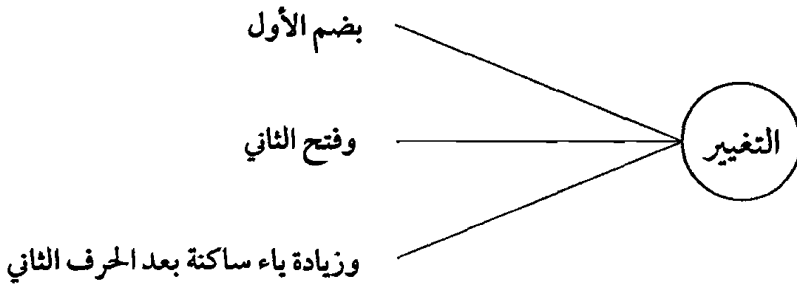 بضم الأول
التغيير
وفتح الثاني
وزيادة ياء ساكنة بعد الحرف الثاني